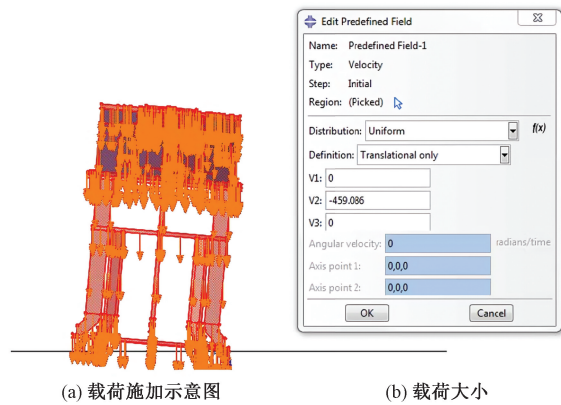 Edit Predefined Field
Name: Predefined Field-1
Type: Velocity
Step: Initial
Region: (Picked)
Distribution: Uniform f(x)
Definition: Translational only
V1: 0
V2: -459.086
V3: 0
Angular velocity: 0 radians/time
Axis point 1: 0,0,0
Axis point 2: 0,0,0
OK Cancel
(a) 载荷施加示意图 (b) 载荷大小